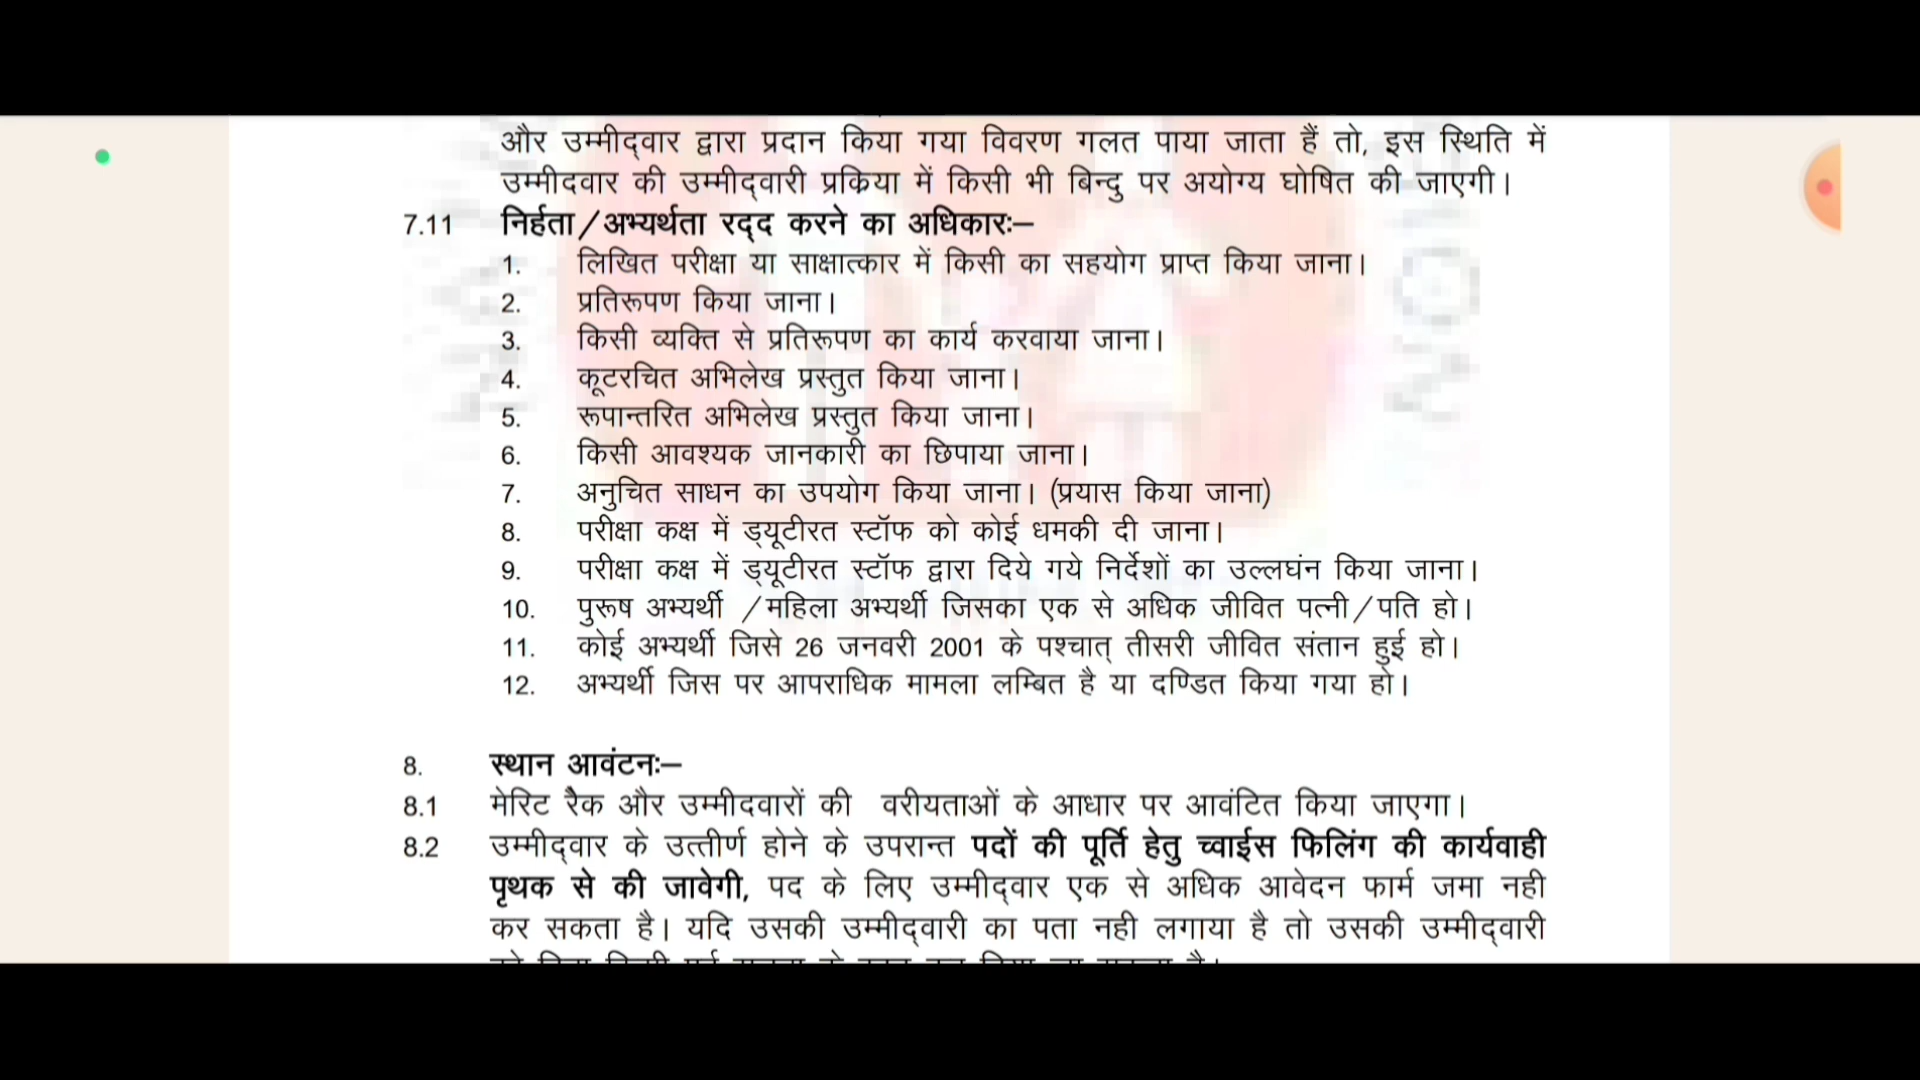 और उम्मीद्वार द्वारा प्रदान किया गया विवरण गलत पाया जाता हैं तो, इस स्थिति में
उम्मीदवार की उम्मीद्वारी प्रकिया में किसी भी बिन्दु पर अयोग्य घोषित की जाएगी।
7.11 निर्हता/अभ्यर्थता रद्द करने का अधिकारः–
1. लिखित परीक्षा या साक्षात्कार में किसी का सहयोग प्राप्त किया जाना।
2. प्रतिरूपण किया जाना।
3. किसी व्यक्ति से प्रतिरूपण का कार्य करवाया जाना।
4. कूटरचित अभिलेख प्रस्तुत किया जाना।
5. रूपान्तरित अभिलेख प्रस्तुत किया जाना।
6. किसी आवश्यक जानकारी का छिपाया जाना।
7. अनुचित साधन का उपयोग किया जाना। (प्रयास किया जाना)
8. परीक्षा कक्ष में ड्यूटीरत स्टॉफ को कोई धमकी दी जाना।
9. परीक्षा कक्ष में ड्यूटीरत स्टॉफ द्वारा दिये गये निर्देशों का उल्लघंन किया जाना।
10. पुरूष अभ्यर्थी /महिला अभ्यर्थी जिसका एक से अधिक जीवित पत्नी/पति हो।
11. कोई अभ्यर्थी जिसे 26 जनवरी 2001 के पश्चात् तीसरी जीवित संतान हुई हो।
12. अभ्यर्थी जिस पर आपराधिक मामला लम्बित है या दण्डित किया गया हो।
8. स्थान आवंटनः–
8.1 मेरिट रैक और उम्मीदवारों की वरीयताओं के आधार पर आवंटित किया जाएगा।
8.2 उम्मीद्वार के उत्तीर्ण होने के उपरान्त पदों की पूर्ति हेतु च्वाईस फिलिंग की कार्यवाही
पृथक से की जावेगी, पद के लिए उम्मीद्वार एक से अधिक आवेदन फार्म जमा नही
कर सकता है। यदि उसकी उम्मीद्वारी का पता नही लगाया है तो उसकी उम्मीद्वारी